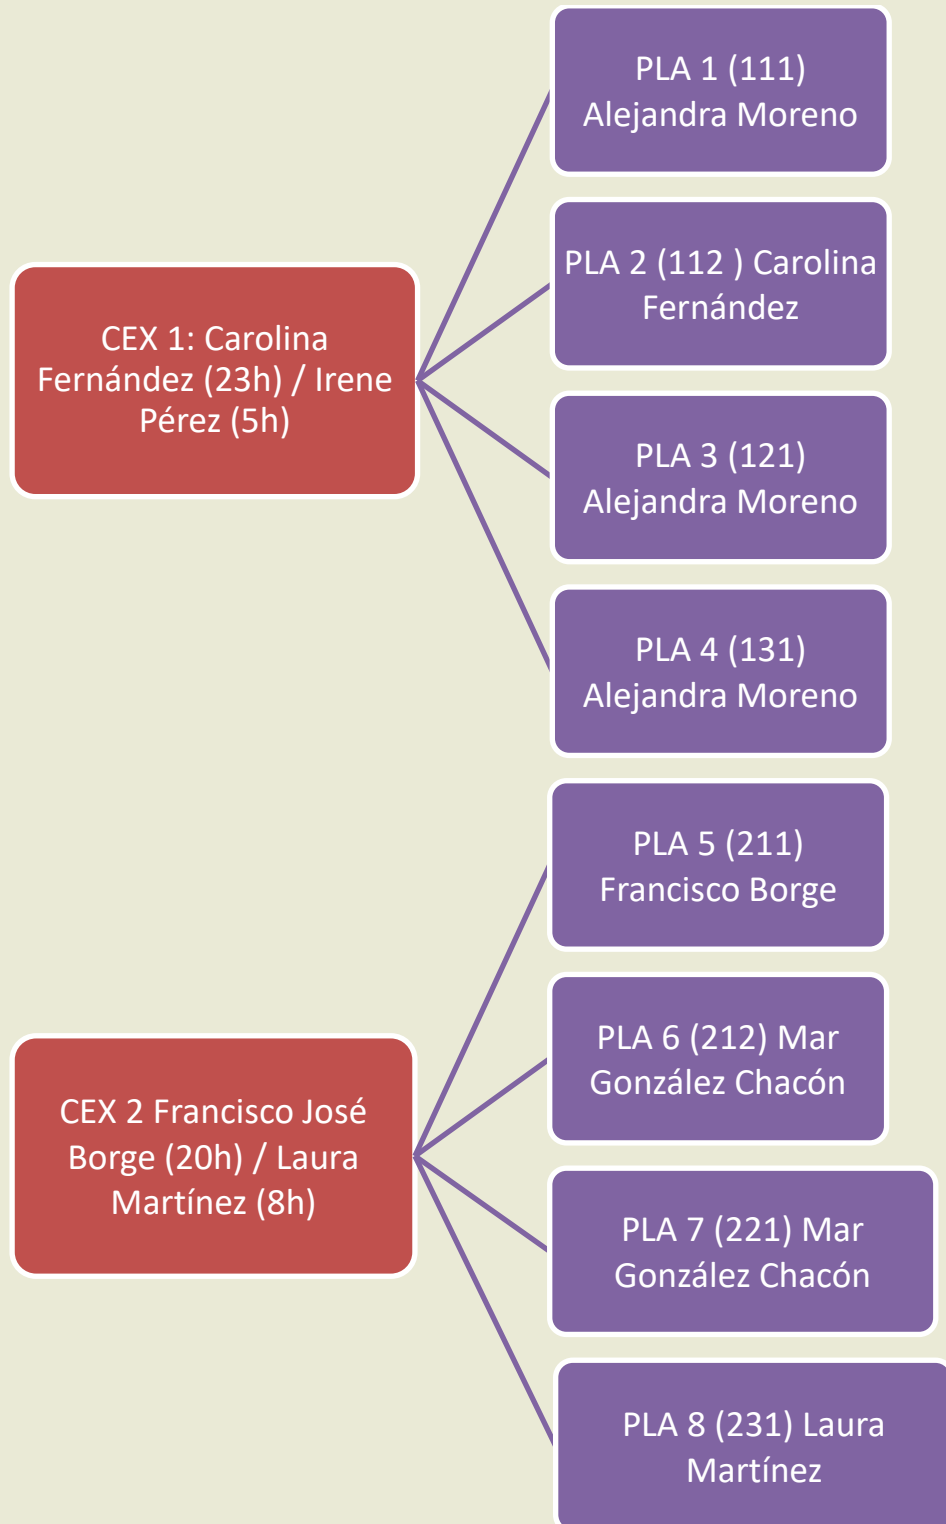 CEX 1: Carolina
Fernández (23h) / Irene
Pérez (5h)
PLA 1 (111)
Alejandra Moreno
PLA 2 (112 ) Carolina
Fernández
PLA 3 (121)
Alejandra Moreno
PLA 4 (131)
Alejandra Moreno
CEX 2 Francisco José
Borge (20h) / Laura
Martínez (8h)
PLA 5 (211)
Francisco Borge
PLA 6 (212) Mar
González Chacón
PLA 7 (221) Mar
González Chacón
PLA 8 (231) Laura
Martínez